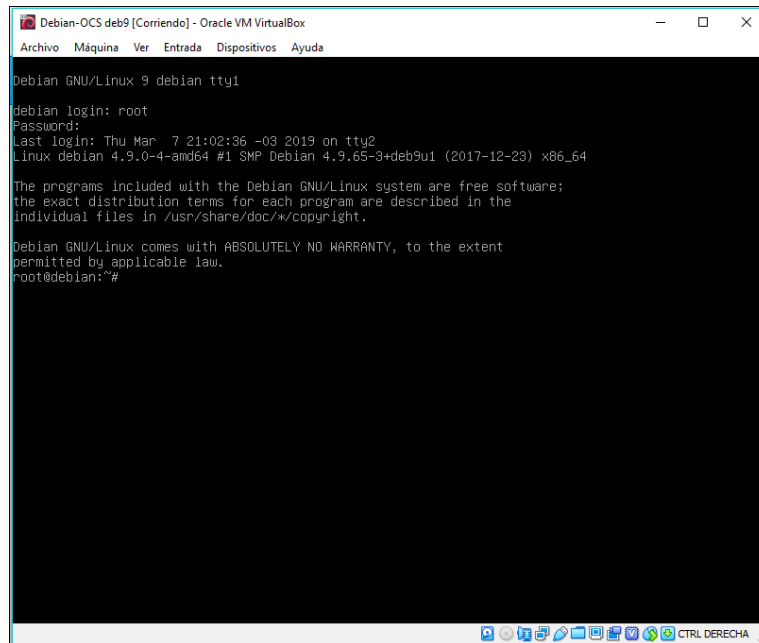 Debian-OCS deb9 [Corriendo] - Oracle VM VirtualBox
Archivo Máquina Ver Entrada Dispositivos Ayuda
Debian GNU/Linux 9 debian tty1
debian login: root
Password:
Last login: Thu Mar  7 21:02:36 -03 2019 on tty2
Linux debian 4.9.0-4-amd64 #1 SMP Debian 4.9.65-3+deb9u1 (2017-12-23) x86_64
The programs included with the Debian GNU/Linux system are free software;
the exact distribution terms for each program are described in the
individual files in /usr/share/doc/*/copyright.
Debian GNU/Linux comes with ABSOLUTELY NO WARRANTY, to the extent
permitted by applicable law.
root@debian:~#
CTRL DERECHA